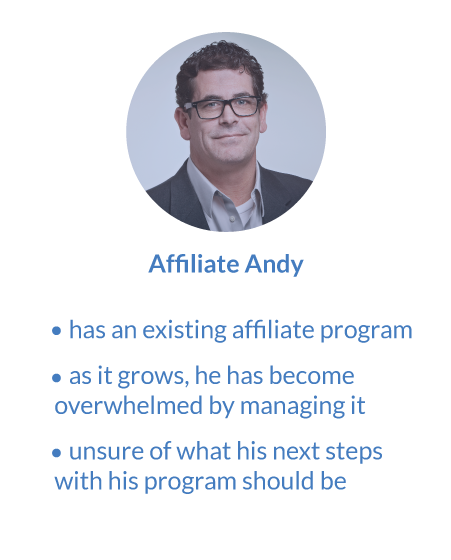 Affiliate Andy
• has an existing affiliate program
• as it grows, he has become
overwhelmed by managing it
• unsure of what his next steps
with his program should be